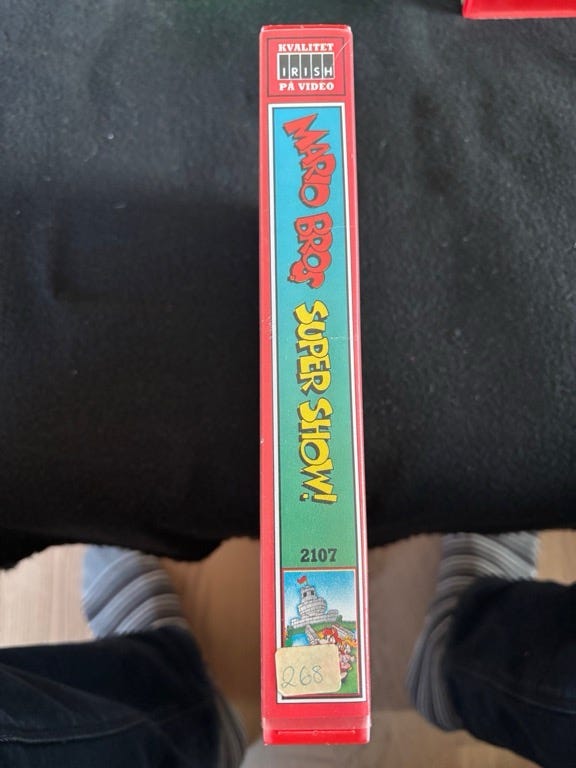 KVALITET
IRISH
PÅ VIDEO
MARIO BROS
SUPER SHOW!
2107
268